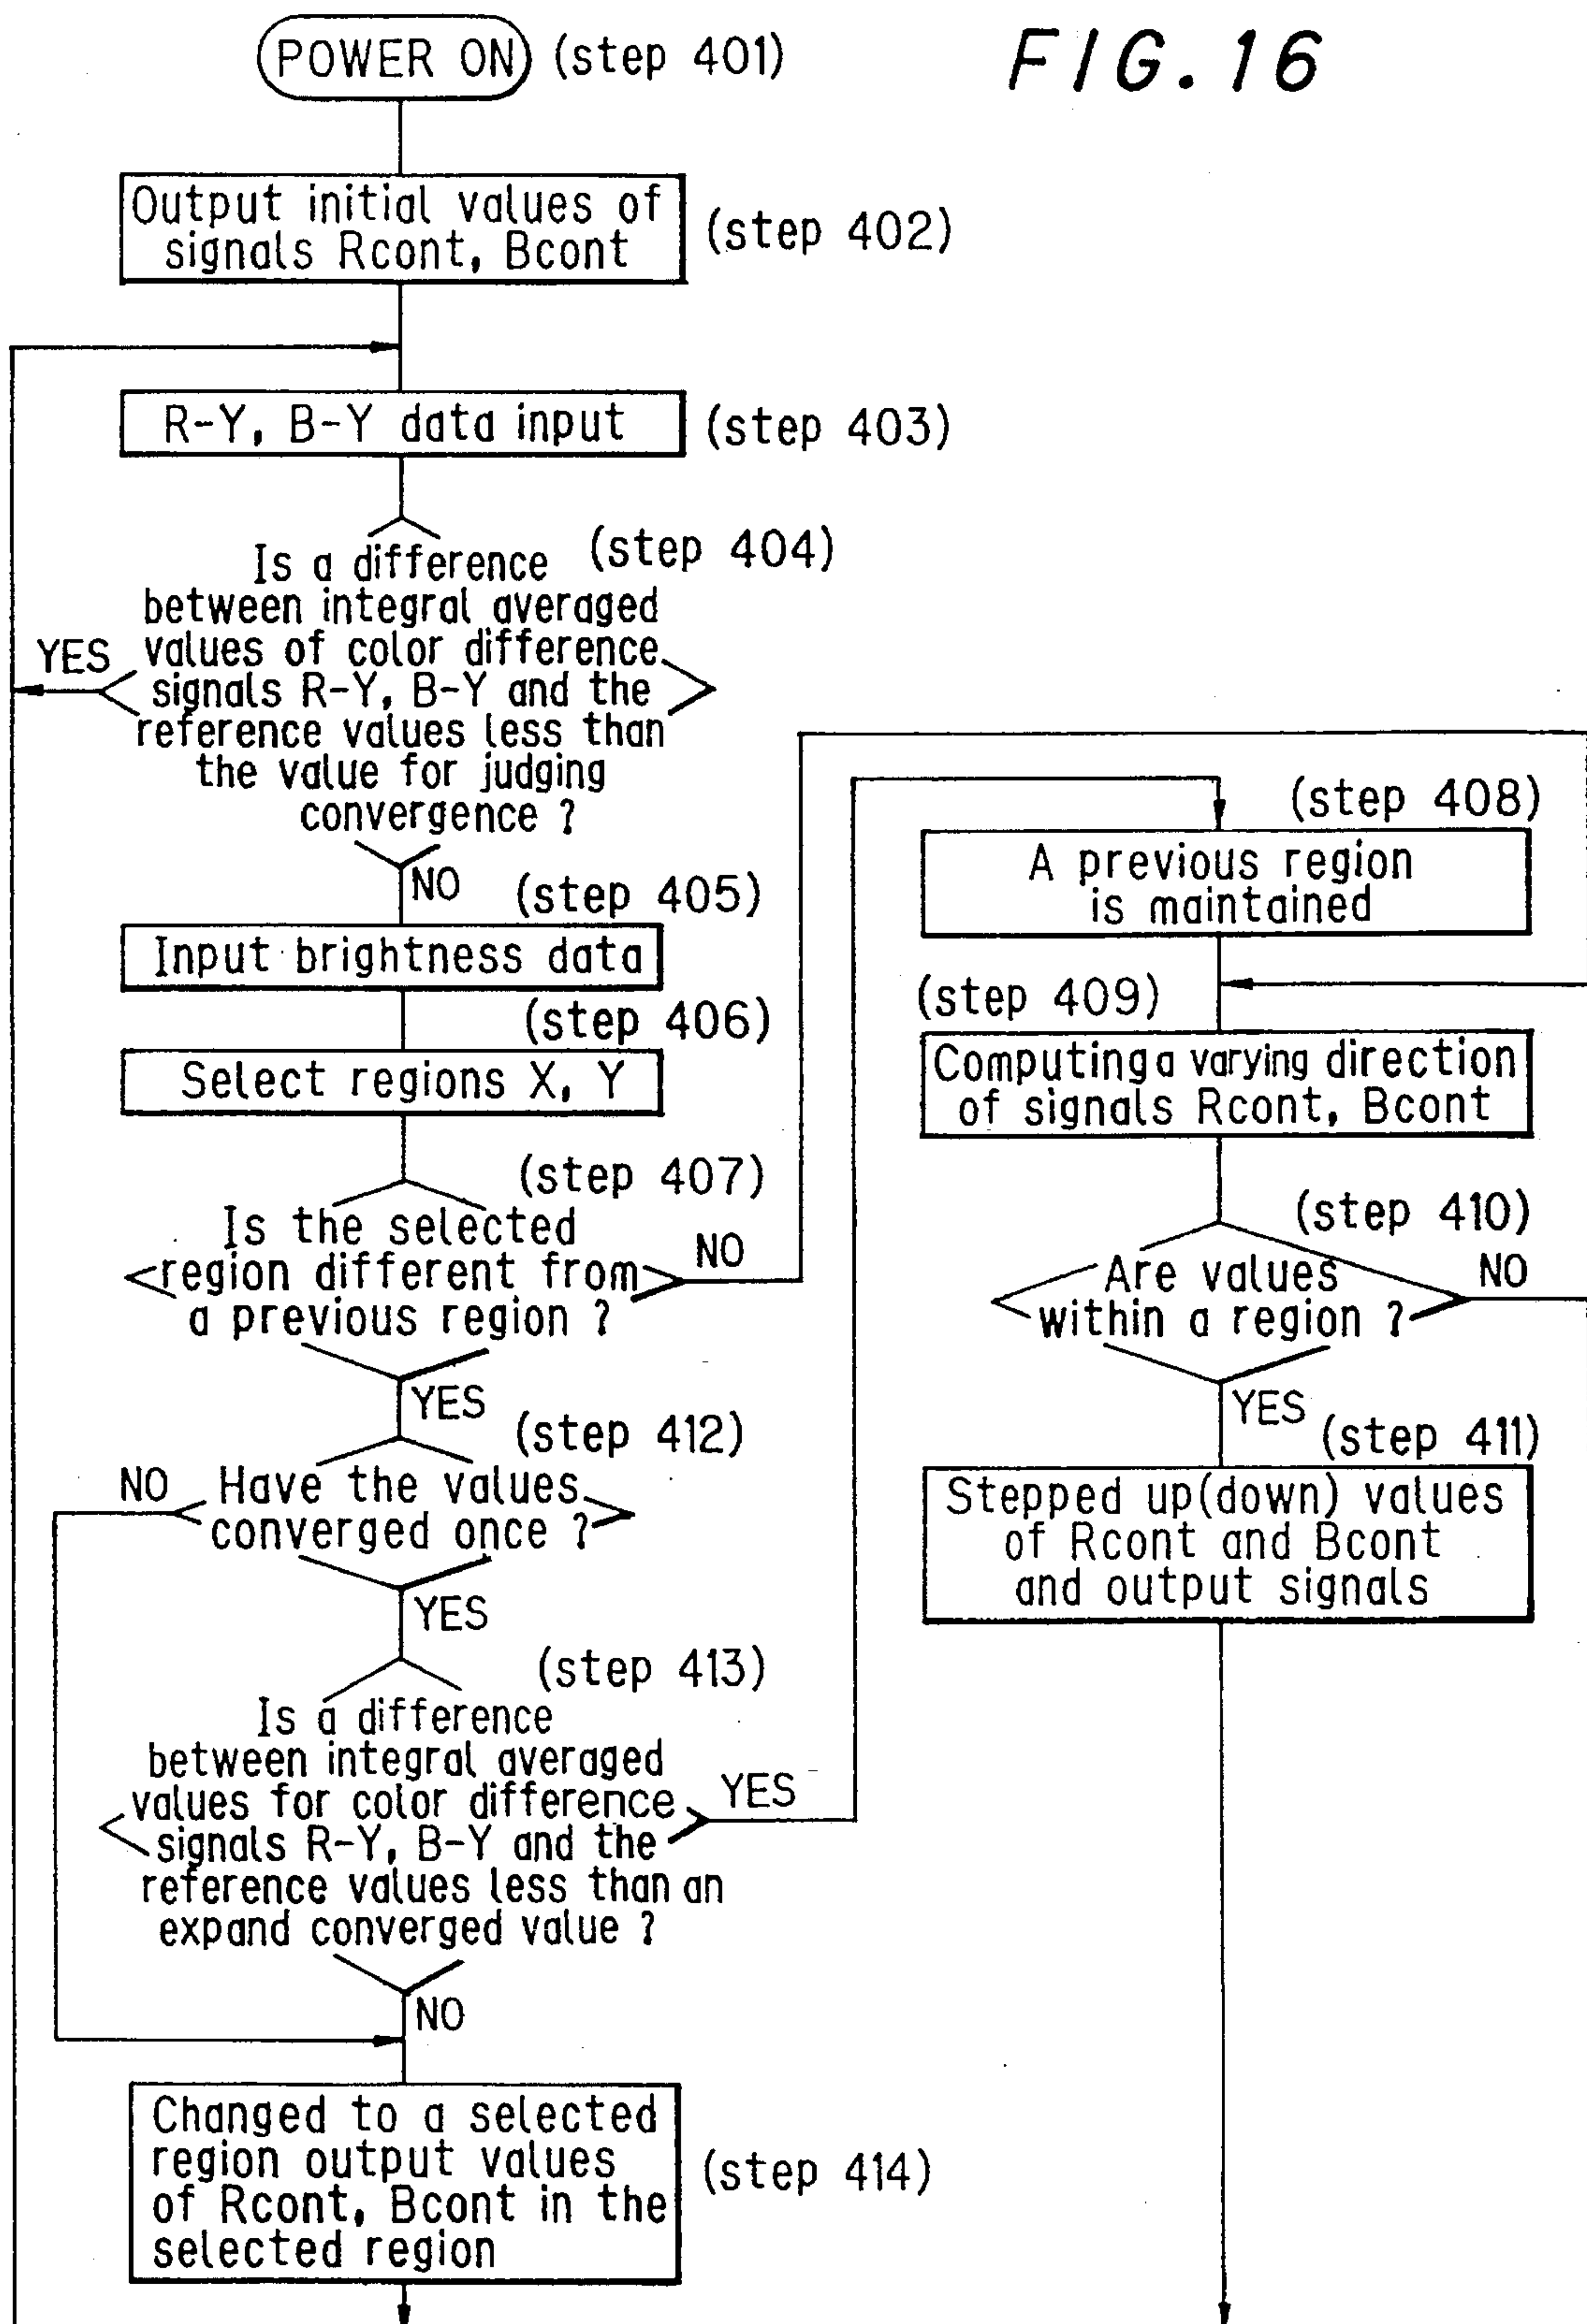 FIG. 16
POWER ON (step 401)
Output initial values of
signals Rcont, Bcont
(step 402)
R-Y, B-Y data input (step 403)
(step 404)
Is a difference
between integral averaged
values of color difference
signals R-Y, B-Y and the
reference values less than
the value for judging
convergence ?
YES
NO
(step 405)
Input brightness data
(step 406)
Select regions X, Y
(step 407)
Is the selected
region different from
a previous region ?
NO
YES
(step 412)
Have the values
converged once ?
NO
YES
(step 413)
Is a difference
between integral averaged
values for color difference
signals R-Y, B-Y and the
reference values less than an
expand converged value ?
YES
NO
Changed to a selected
region output values
of Rcont, Bcont in the
selected region
(step 414)
(step 408)
A previous region
is maintained
(step 409)
Computing a varying direction
of signals Rcont, Bcont
(step 410)
Are values
within a region ?
NO
YES
(step 411)
Stepped up(down) values
of Rcont and Bcont
and output signals